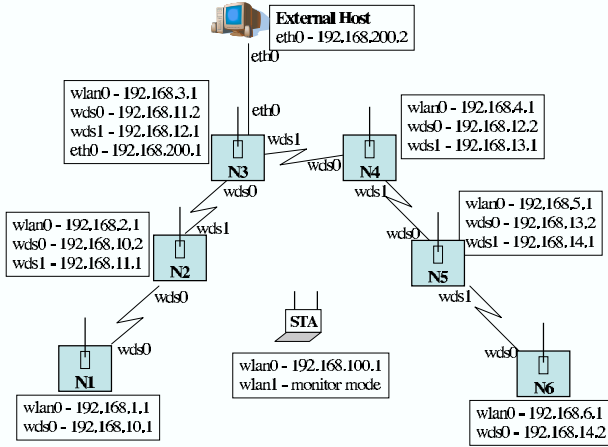 External Host
eth0 - 192.168.200.2
eth0
wlan0 - 192.168.3.1
wds0 - 192.168.11.2
wds1 - 192.168.12.1
eth0 - 192.168.200.1
eth0
wds1
N3
wds0
wlan0 - 192.168.4.1
wds0 - 192.168.12.2
wds1 - 192.168.13.1
wds0
N4
wds1
wlan0 - 192.168.2.1
wds0 - 192.168.10.2
wds1 - 192.168.11.1
wds1
N2
wds0
wlan0 - 192.168.5.1
wds0 - 192.168.13.2
wds1 - 192.168.14.1
wds0
N5
wds1
STA
wlan0 - 192.168.100.1
wlan1 - monitor mode
wds0
N1
wlan0 - 192.168.1.1
wds0 - 192.168.10.1
wds0
N6
wlan0 - 192.168.6.1
wds0 - 192.168.14.2